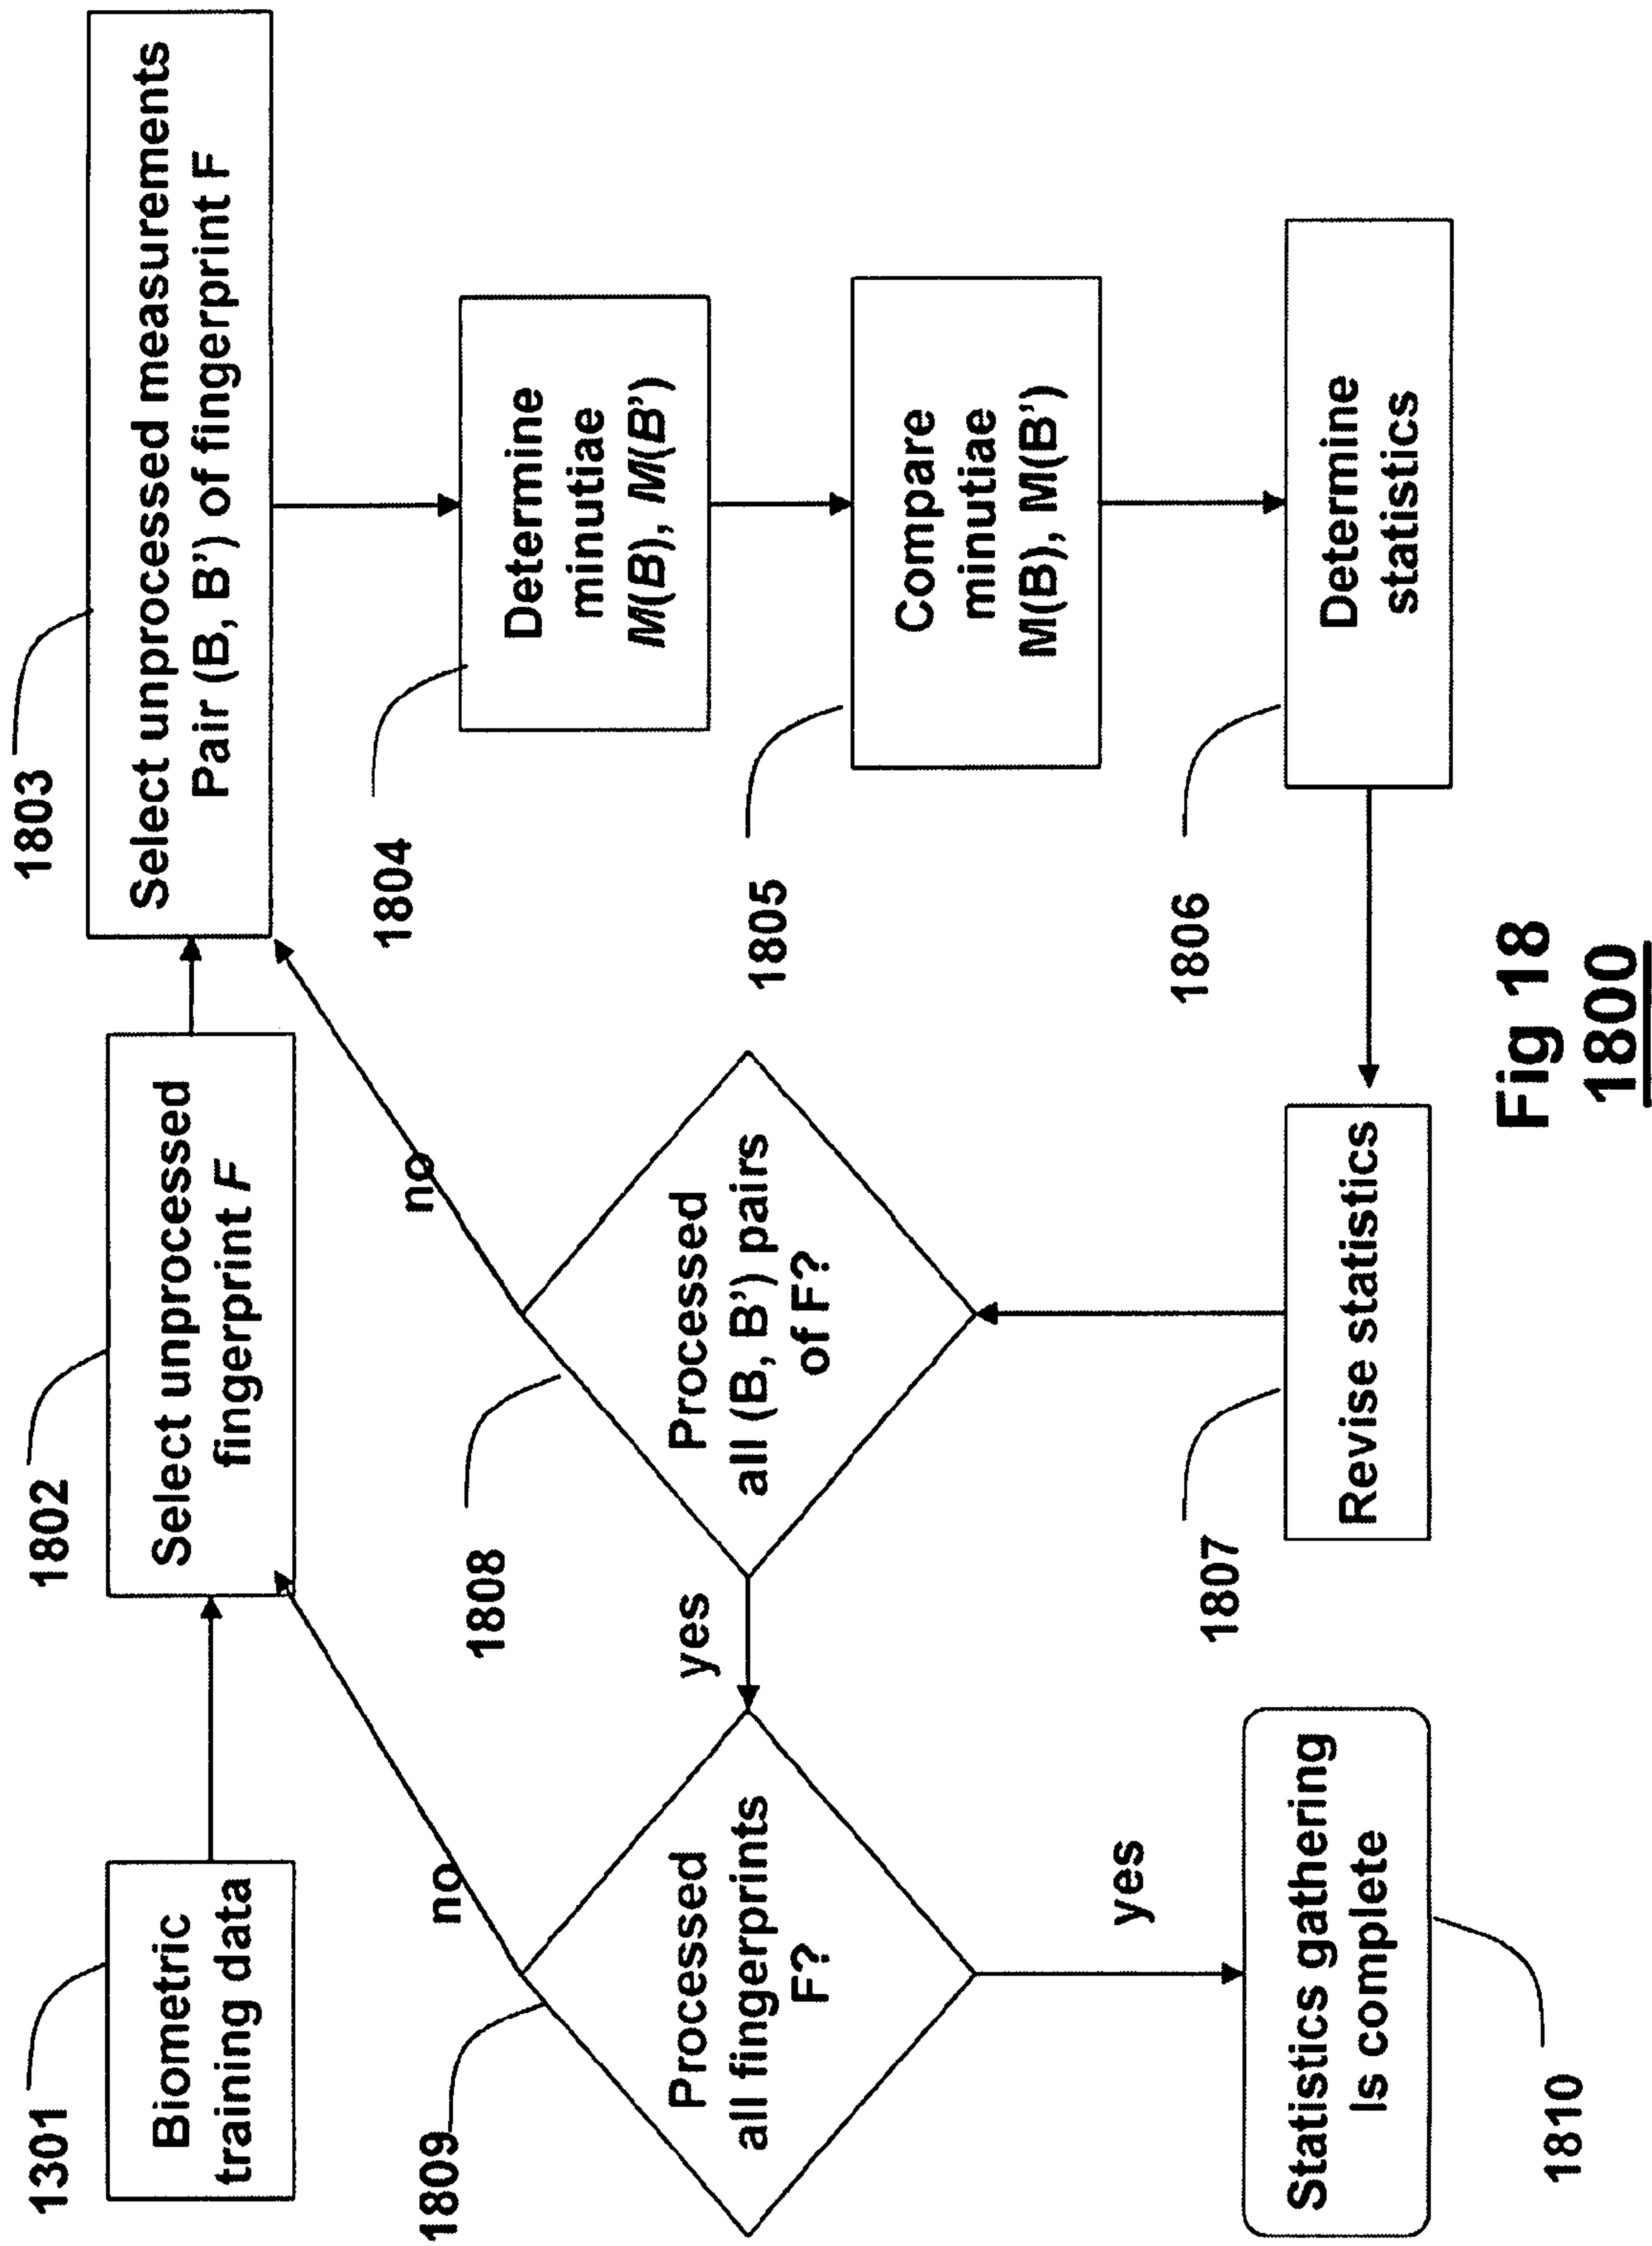 1301
Biometric
training data
1802
Select unprocessed
fingerprint F
1803
Select unprocessed measurements
Pair (B, B’) of fingerprint F
1804
Determine
minutiae
M(B), M(B’)
1805
Compare
minutiae
M(B), M(B’)
1806
Determine
statistics
1807
Revise statistics
1808
Processed
all (B, B’) pairs
of F?
no
yes
1809
Processed
all fingerprints
F?
no
yes
1810
Statistics gathering
Is complete
Fig 18
1800